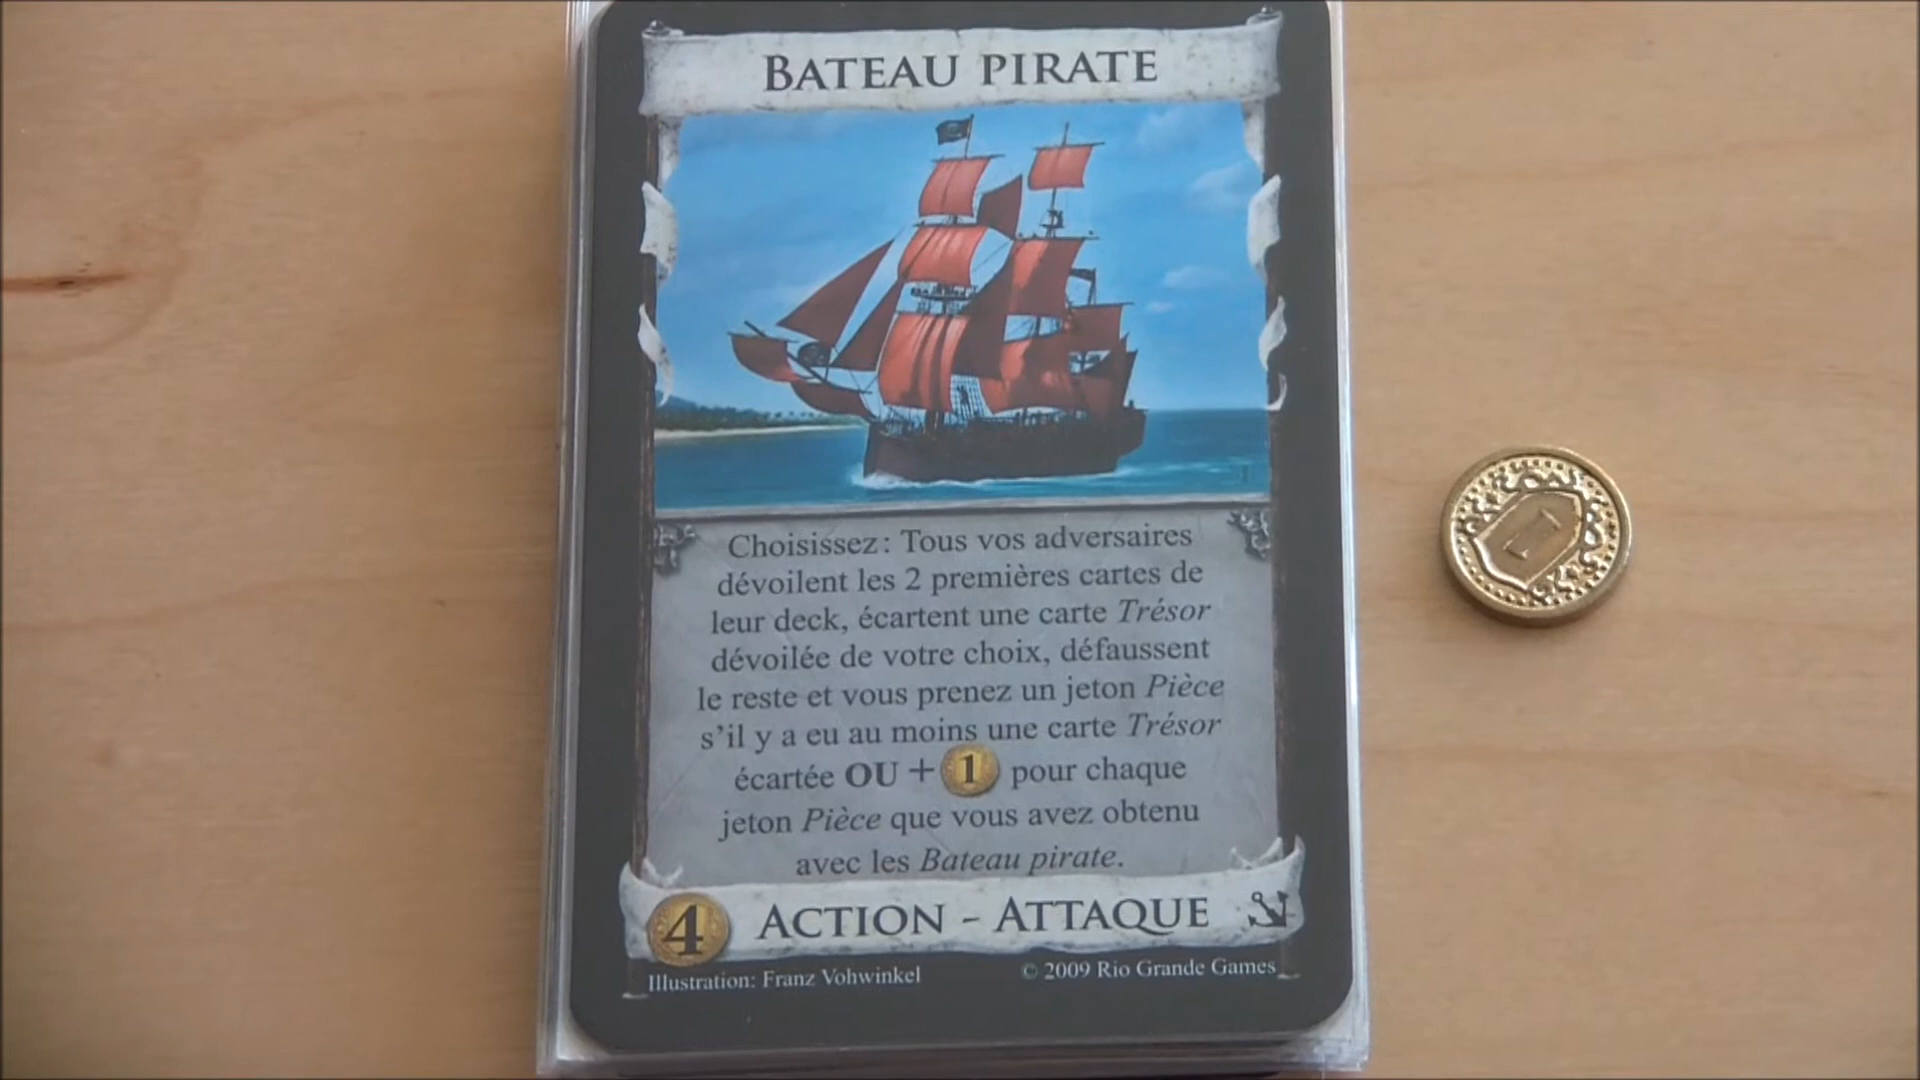 BATEAU PIRATE
Choisissez : Tous vos adversaires
dévoilent les 2 premières cartes de
leur deck, écartent une carte Trésor
dévoilée de votre choix, défaussent
le reste et vous prenez un jeton Pièce
s'il y a eu au moins une carte Trésor
écartée OU +1 pour chaque
jeton Pièce que vous avez obtenu
avec les Bateau pirate.
4 ACTION - ATTAQUE
Illustration: Franz Vohwinkel © 2009 Rio Grande Games